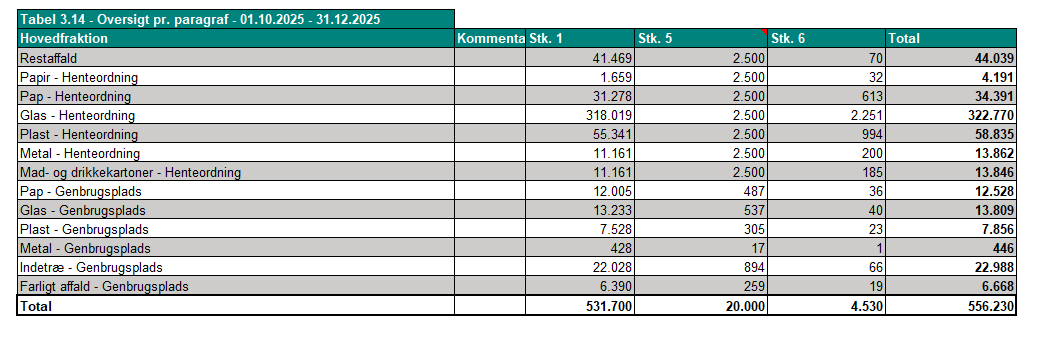 Tabel 3.14 - Oversigt pr. paragraf - 01.10.2025 - 31.12.2025
Hovedfraktion Kommenta Stk. 1 Stk. 5 Stk. 6 Total
Restaffald 41.469 2.500 70 44.039
Papir - Henteordning 1.659 2.500 32 4.191
Pap - Henteordning 31.278 2.500 613 34.391
Glas - Henteordning 318.019 2.500 2.251 322.770
Plast - Henteordning 55.341 2.500 994 58.835
Metal - Henteordning 11.161 2.500 200 13.862
Mad- og drikkekartoner - Henteordning 11.161 2.500 185 13.846
Pap - Genbrugsplads 12.005 487 36 12.528
Glas - Genbrugsplads 13.233 537 40 13.809
Plast - Genbrugsplads 7.528 305 23 7.856
Metal - Genbrugsplads 428 17 1 446
Indetræ - Genbrugsplads 22.028 894 66 22.988
Farligt affald - Genbrugsplads 6.390 259 19 6.668
Total 531.700 20.000 4.530 556.230